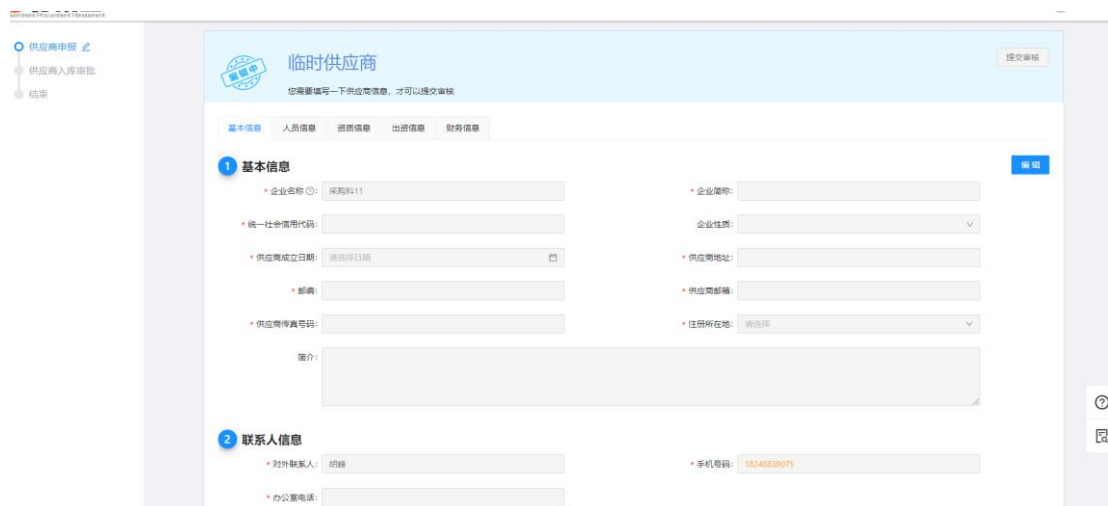 供应商申报
供应商入库审批
结束
编辑中
临时供应商
您需要填写一下供应商信息，才可以提交审核
提交审核
基本信息 人员信息 资质信息 出资信息 财务信息
1 基本信息
编辑
* 企业名称 ?: 采购科11
* 企业简称:
* 统一社会信用代码:
企业性质:
* 供应商成立日期: 请选择日期
* 供应商地址:
* 邮编:
* 供应商邮箱:
* 供应商传真号码:
* 注册所在地: 请选择
简介:
2 联系人信息
* 对外联系人:
* 手机号码: 18240838075
* 办公室电话: